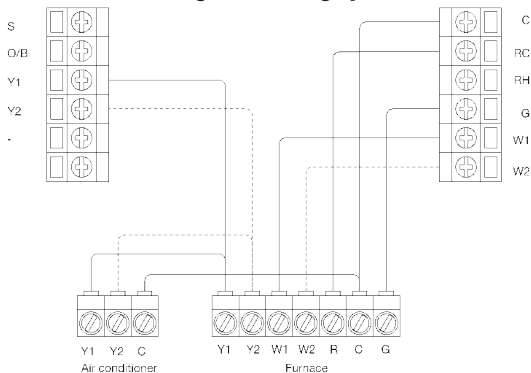 S
O/B
Y1
Y2
-
C
RC
RH
G
W1
W2
Y1 Y2 C
Air conditioner
Y1 Y2 W1 W2 R C G
Furnace